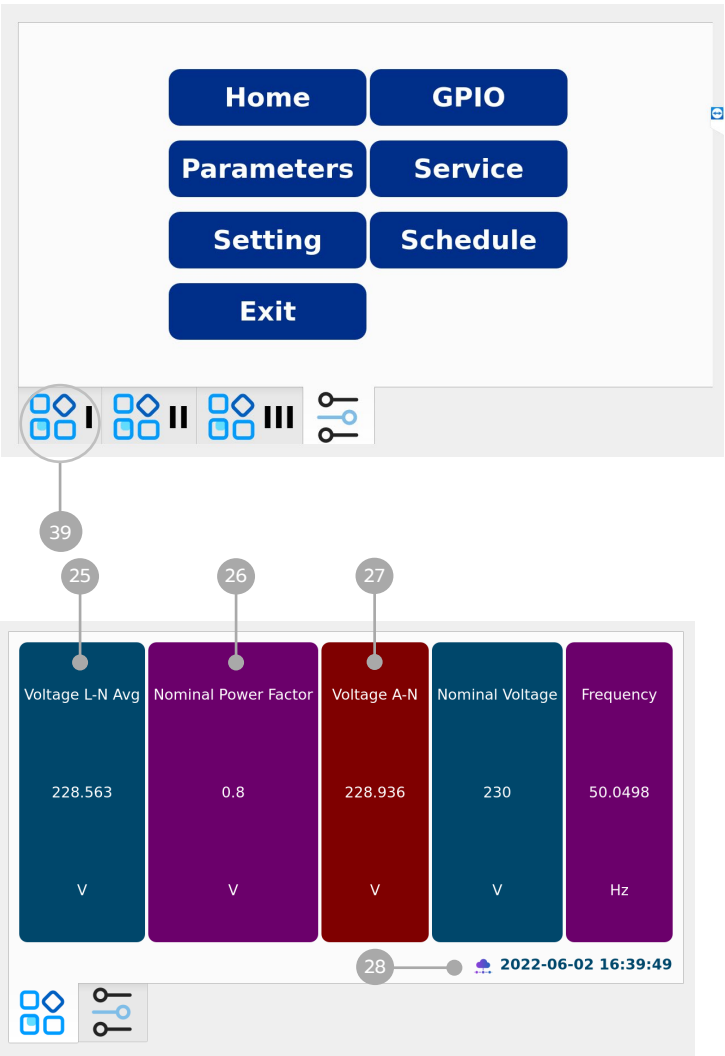 Home GPIO
Parameters Service
Setting Schedule
Exit
I II III
39
25 26 27
Voltage L-N Avg Nominal Power Factor Voltage A-N Nominal Voltage Frequency
228.563 0.8 228.936 230 50.0498
V V V V Hz
28 2022-06-02 16:39:49